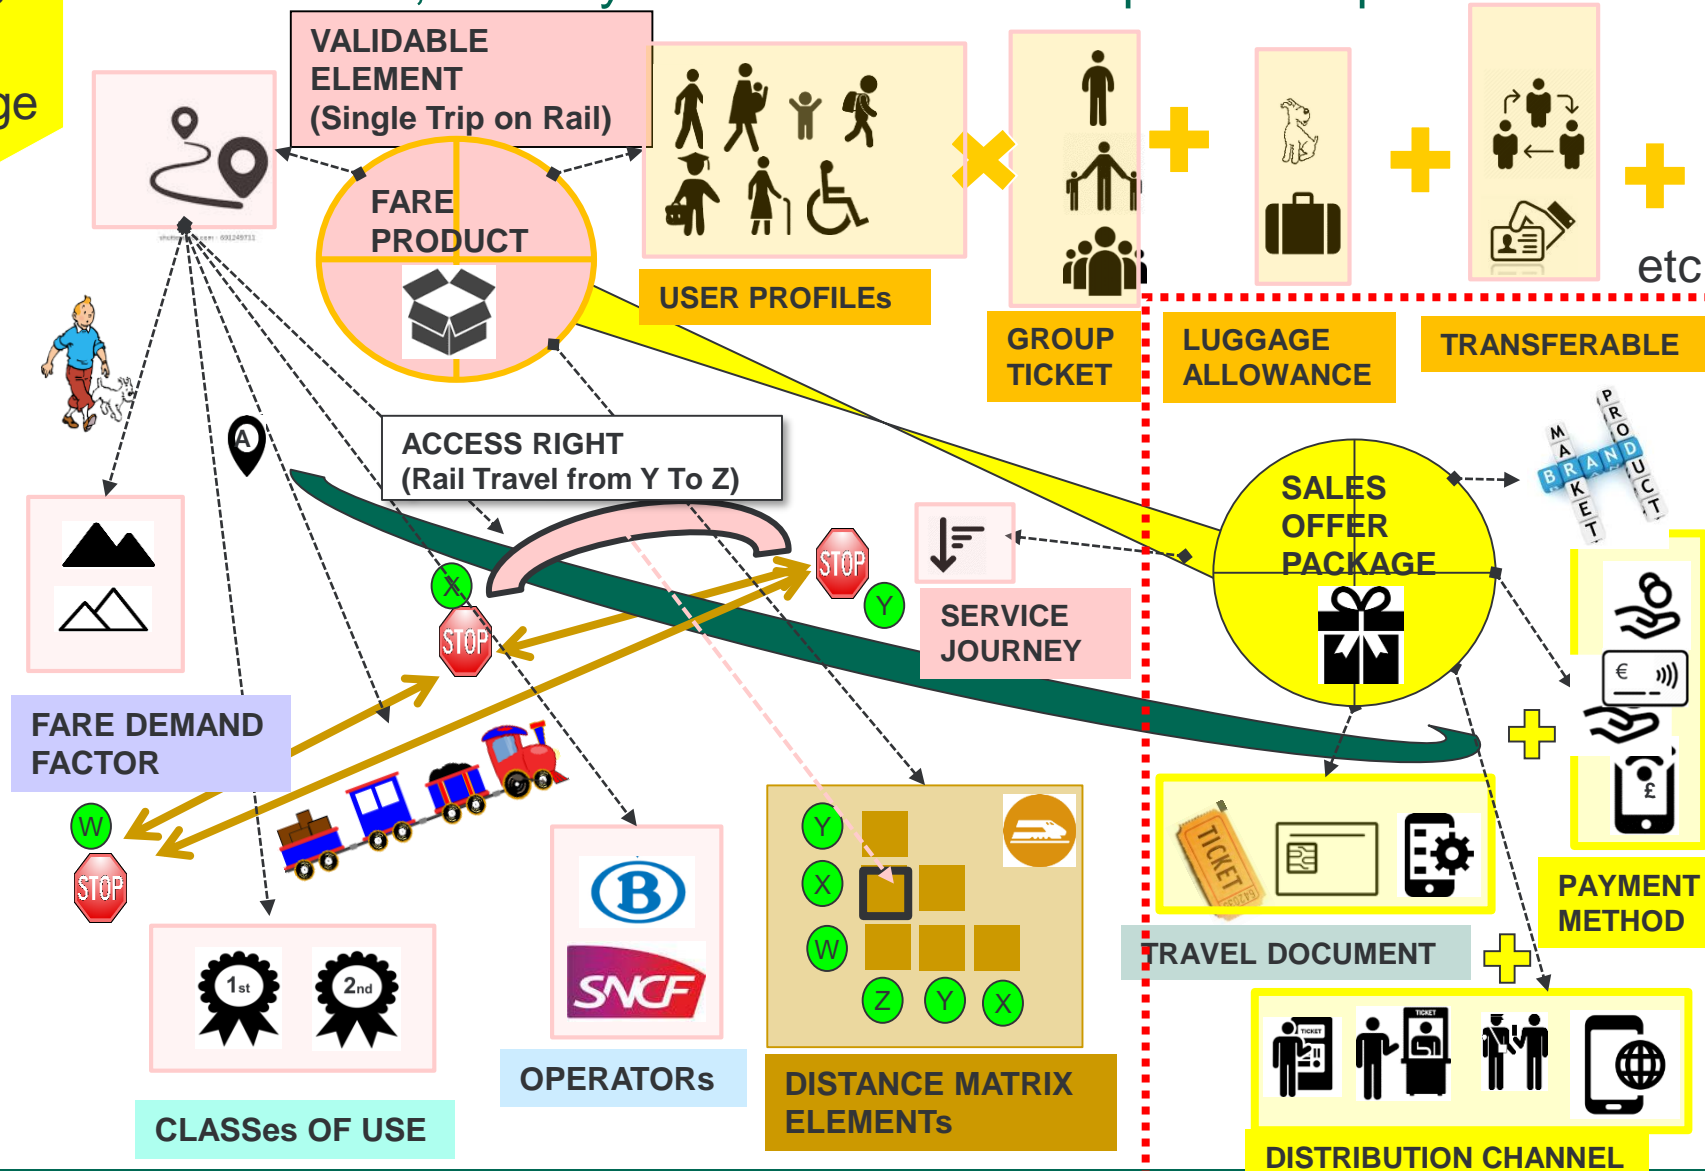 ge
VALIDABLE
ELEMENT
(Single Trip on Rail)
FARE
PRODUCT
USER PROFILEs
GROUP
TICKET
LUGGAGE
ALLOWANCE
TRANSFERABLE
etc
A
ACCESS RIGHT
(Rail Travel from Y To Z)
MARKET
BRAND
PRODUCT
SALES
OFFER
PACKAGE
STOP
X
STOP
Y
SERVICE
JOURNEY
FARE DEMAND
FACTOR
W
STOP
€
£
PAYMENT
METHOD
TICKET
TRAVEL DOCUMENT
1st
2nd
CLASSes OF USE
B
SNCF
OPERATORs
Y
X
W
Z
Y
X
DISTANCE MATRIX
ELEMENTs
TICKET
TICKET
DISTRIBUTION CHANNEL